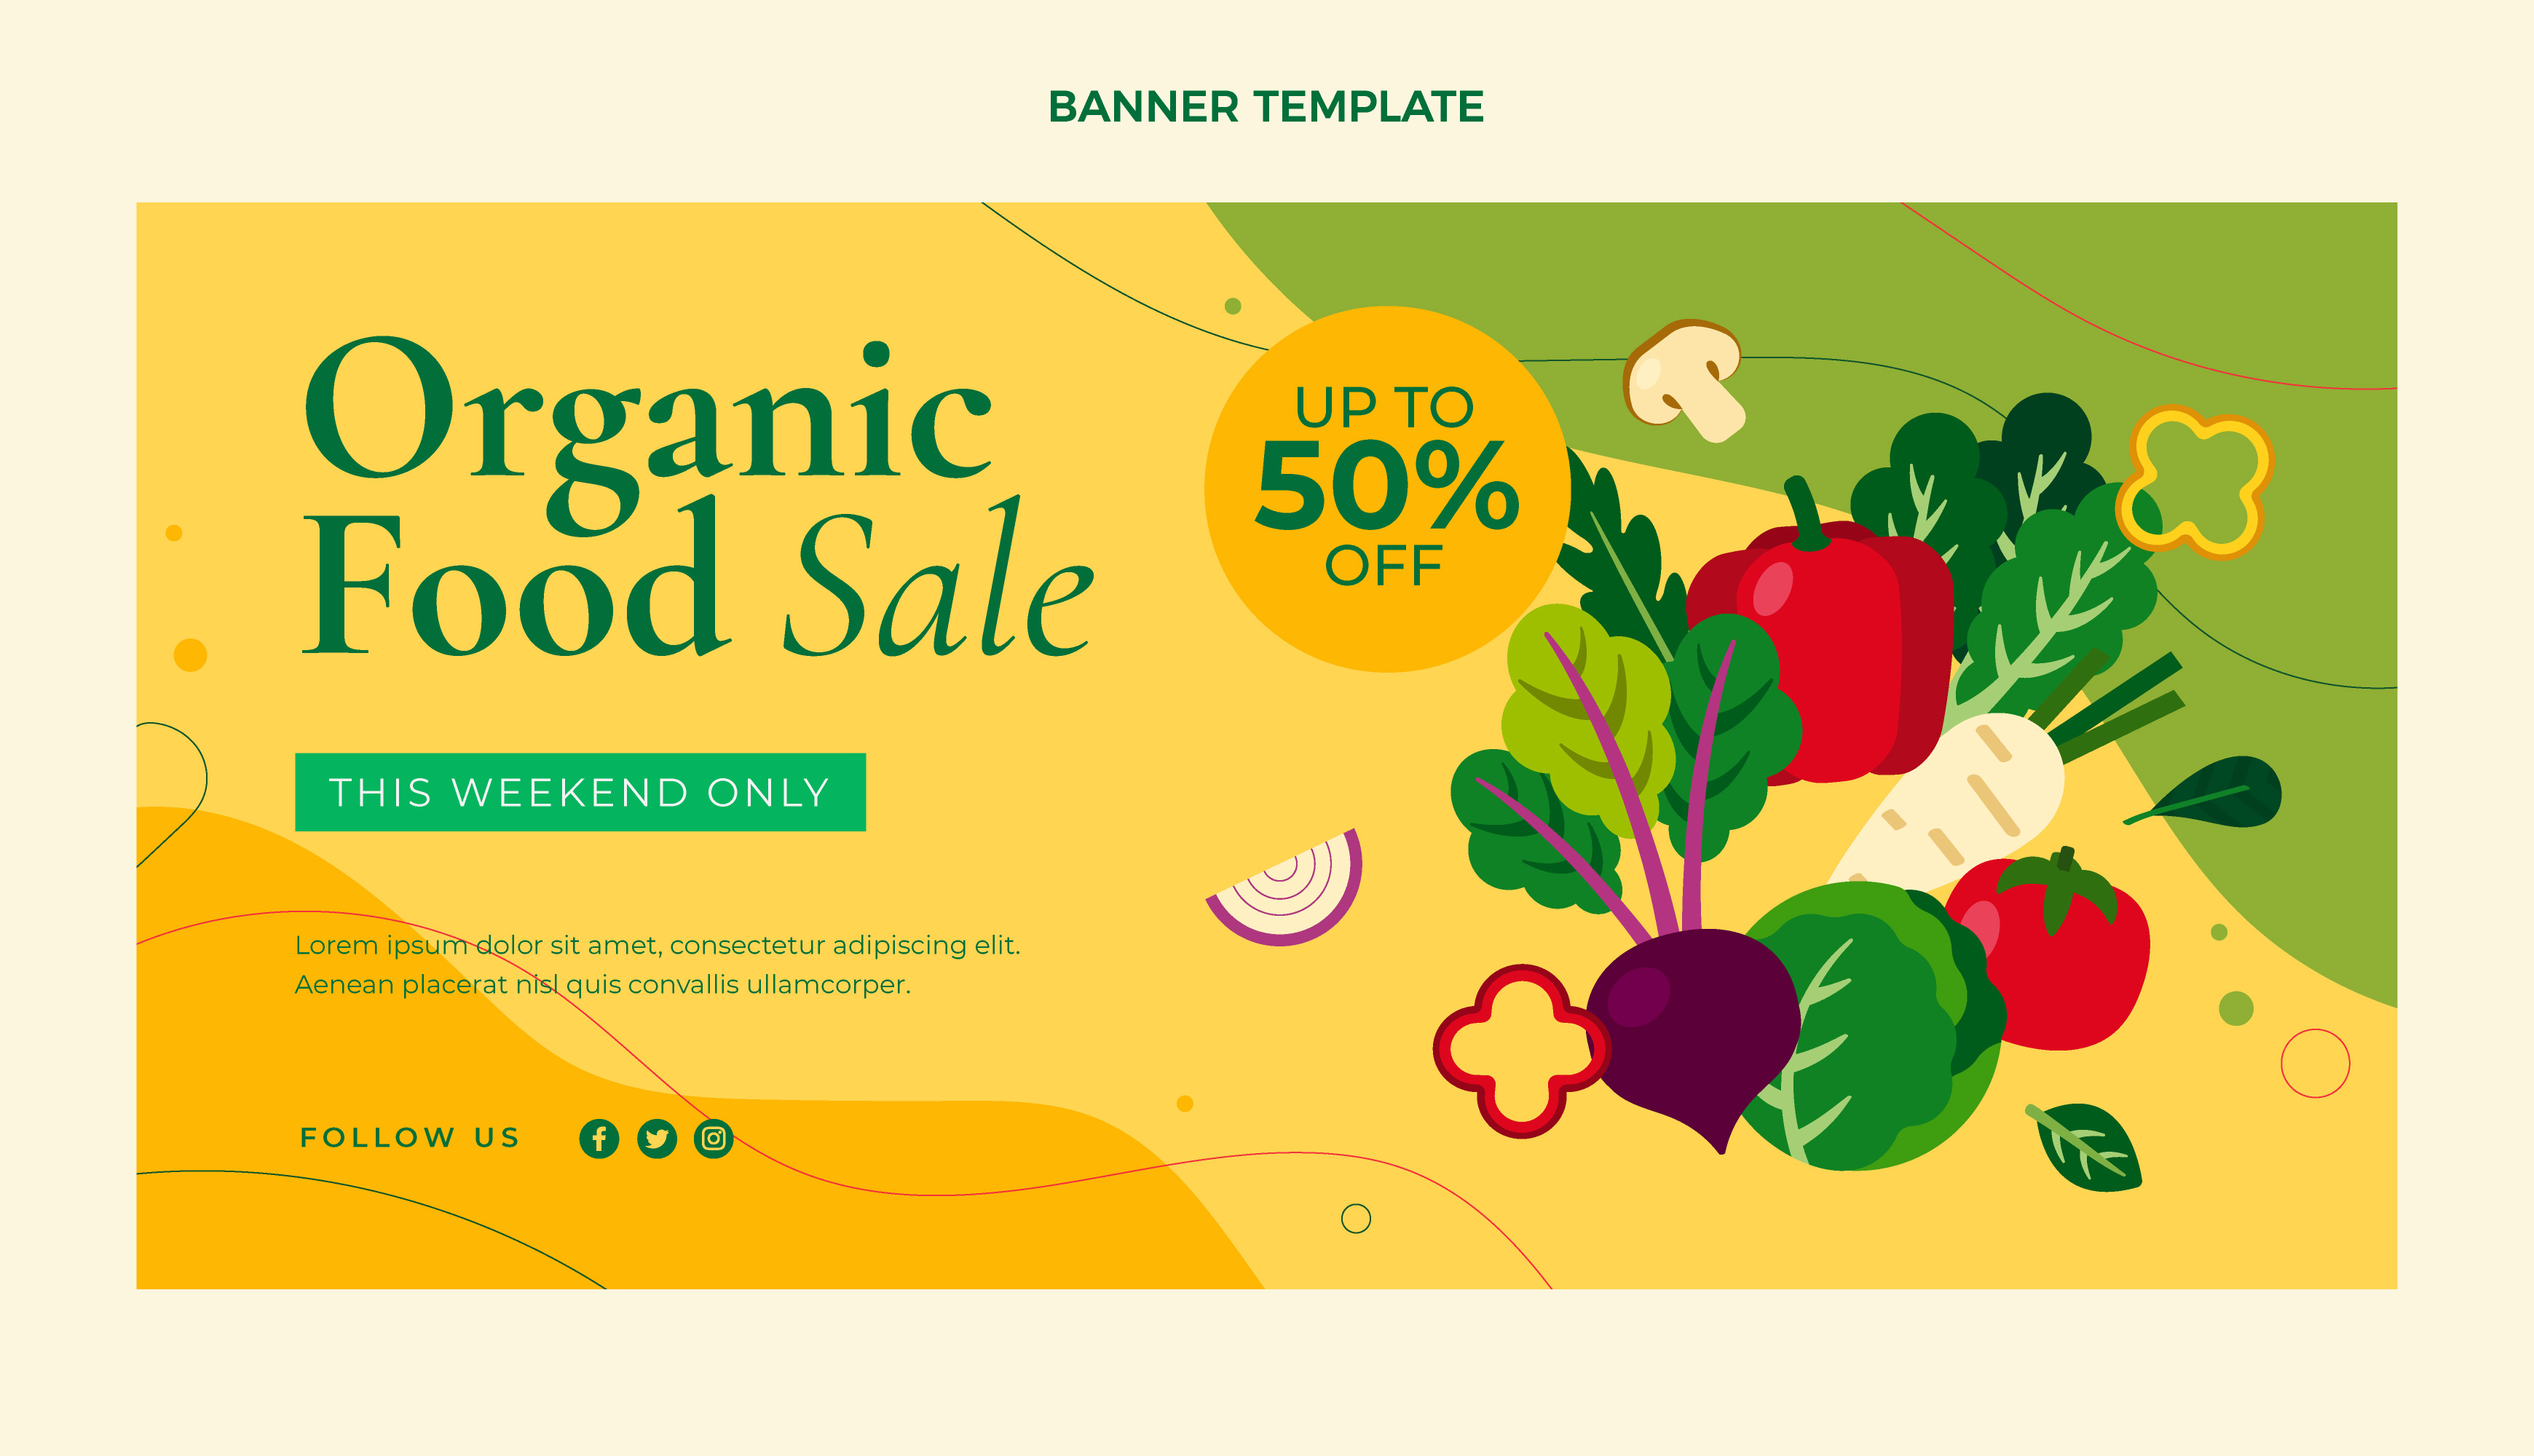 BANNER TEMPLATE
Organic
Food Sale
UP TO
50%
OFF
THIS WEEKEND ONLY
Lorem ipsum dolor sit amet, consectetur adipiscing elit.
Aenean placerat nisl quis convallis ullamcorper.
FOLLOW US